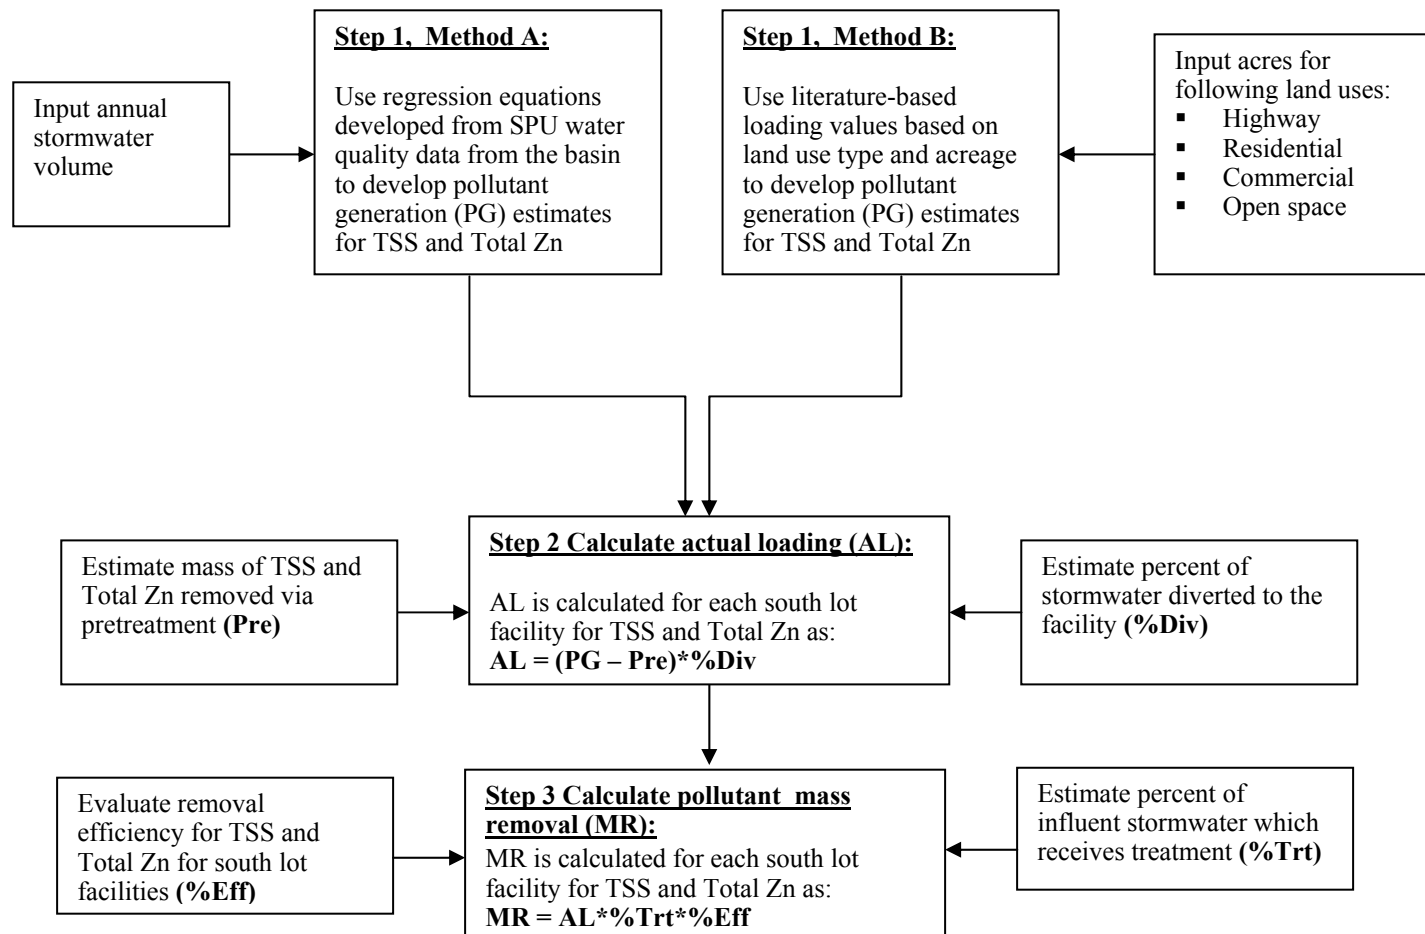 Input annual
stormwater
volume
Step 1,  Method A:
Use regression equations
developed from SPU water
quality data from the basin
to develop pollutant
generation (PG) estimates
for TSS and Total Zn
Step 1,  Method B:
Use literature-based
loading values based on
land use type and acreage
to develop pollutant
generation (PG) estimates
for TSS and Total Zn
Input acres for
following land uses:
▪ Highway
▪ Residential
▪ Commercial
▪ Open space
Estimate mass of TSS and
Total Zn removed via
pretreatment (Pre)
Step 2 Calculate actual loading (AL):
AL is calculated for each south lot
facility for TSS and Total Zn as:
AL = (PG – Pre)*%Div
Estimate percent of
stormwater diverted to the
facility (%Div)
Evaluate removal
efficiency for TSS and
Total Zn for south lot
facilities (%Eff)
Step 3 Calculate pollutant  mass
removal (MR):
MR is calculated for each south lot
facility for TSS and Total Zn as:
MR = AL*%Trt*%Eff
Estimate percent of
influent stormwater which
receives treatment (%Trt)